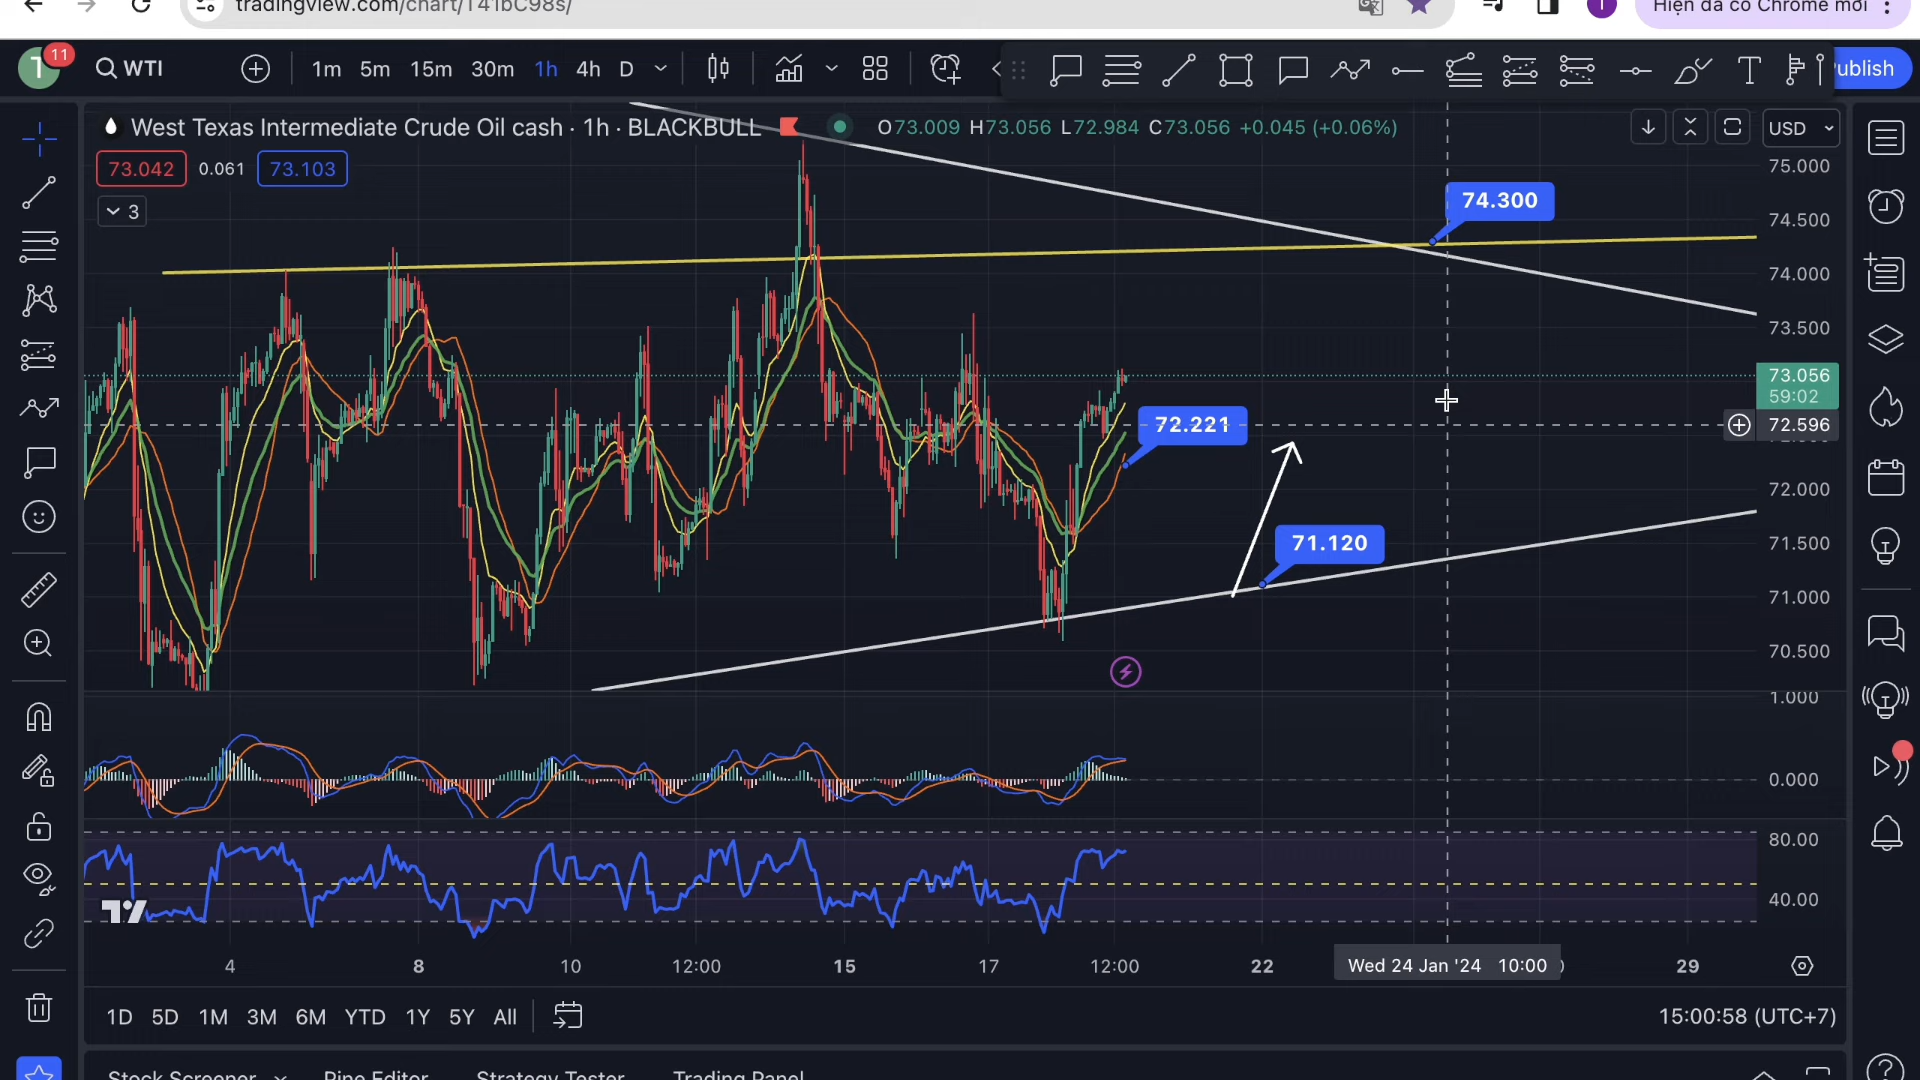 tradingview.com/chart/T41bC98s/
Hiện đã có Chrome mới
11
T
WTI
1m 5m 15m 30m 1h 4h D
ublish
West Texas Intermediate Crude Oil cash · 1h · BLACKBULL
O73.009 H73.056 L72.984 C73.056 +0.045 (+0.06%)
USD
73.042 0.061 73.103
3
75.000
74.500
74.000
73.500
73.056
59:02
72.596
72.000
71.500
71.000
70.500
1.000
0.000
80.00
40.00
74.300
72.221
71.120
4 8 10 12:00 15 17 12:00 22 Wed 24 Jan '24 10:00 29
1D 5D 1M 3M 6M YTD 1Y 5Y All
15:00:58 (UTC+7)
Stock Screener Pine Editor Strategy Tester Trading Panel